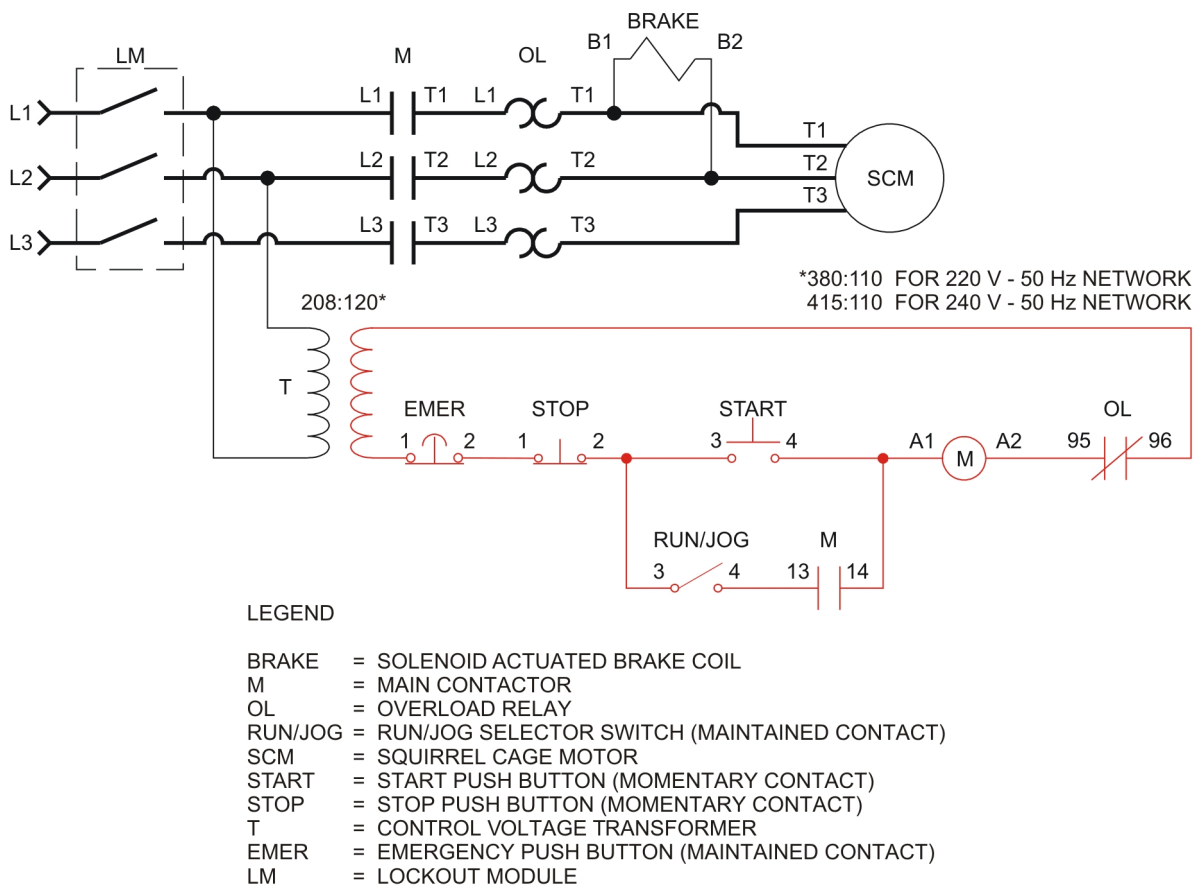 BRAKE
B1 B2
LM M OL
L1 L1 T1 L1 T1
T1
L2 L2 T2 L2 T2 T2 SCM
T3
L3 L3 T3 L3 T3
*380:110 FOR 220 V - 50 Hz NETWORK
415:110 FOR 240 V - 50 Hz NETWORK
208:120*
T
EMER STOP START OL
1 2 1 2 3 4 A1 M A2 95 96
RUN/JOG M
3 4 13 14
LEGEND
BRAKE = SOLENOID ACTUATED BRAKE COIL
M = MAIN CONTACTOR
OL = OVERLOAD RELAY
RUN/JOG = RUN/JOG SELECTOR SWITCH (MAINTAINED CONTACT)
SCM = SQUIRREL CAGE MOTOR
START = START PUSH BUTTON (MOMENTARY CONTACT)
STOP = STOP PUSH BUTTON (MOMENTARY CONTACT)
T = CONTROL VOLTAGE TRANSFORMER
EMER = EMERGENCY PUSH BUTTON (MAINTAINED CONTACT)
LM = LOCKOUT MODULE